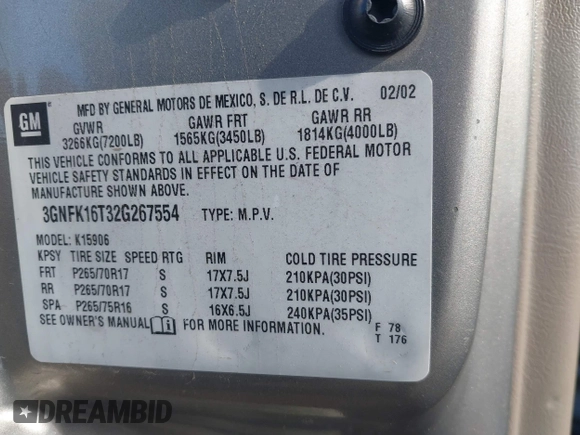 GM
MFD BY GENERAL MOTORS DE MEXICO, S. DE R.L. DE C.V. 02/02
GVWR GAWR FRT GAWR RR
3266KG(7200LB) 1565KG(3450LB) 1814KG(4000LB)
THIS VEHICLE CONFORMS TO ALL APPLICABLE U.S. FEDERAL MOTOR
VEHICLE SAFETY STANDARDS IN EFFECT ON THE DATE OF
MANUFACTURE SHOWN ABOVE.
3GNFK16T32G267554 TYPE: M.P.V.
MODEL: K15906
KPSY TIRE SIZE SPEED RTG RIM COLD TIRE PRESSURE
FRT P265/70R17 S 17X7.5J 210KPA(30PSI)
RR P265/70R17 S 17X7.5J 210KPA(30PSI)
SPA P265/75R16 S 16X6.5J 240KPA(35PSI)
SEE OWNER'S MANUAL FOR MORE INFORMATION.
F 78
T 176
DREAMBID